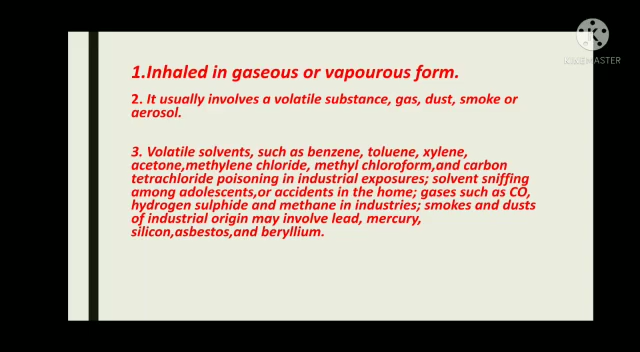 1.Inhaled in gaseous or vapourous form.
2. It usually involves a volatile substance, gas, dust, smoke or
aerosol.
3. Volatile solvents, such as benzene, toluene, xylene,
acetone,methylene chloride, methyl chloroform,and carbon
tetrachloride poisoning in industrial exposures; solvent sniffing
among adolescents,or accidents in the home; gases such as CO,
hydrogen sulphide and methane in industries; smokes and dusts
of industrial origin may involve lead, mercury,
silicon,asbestos,and beryllium.
K
KINEMASTER